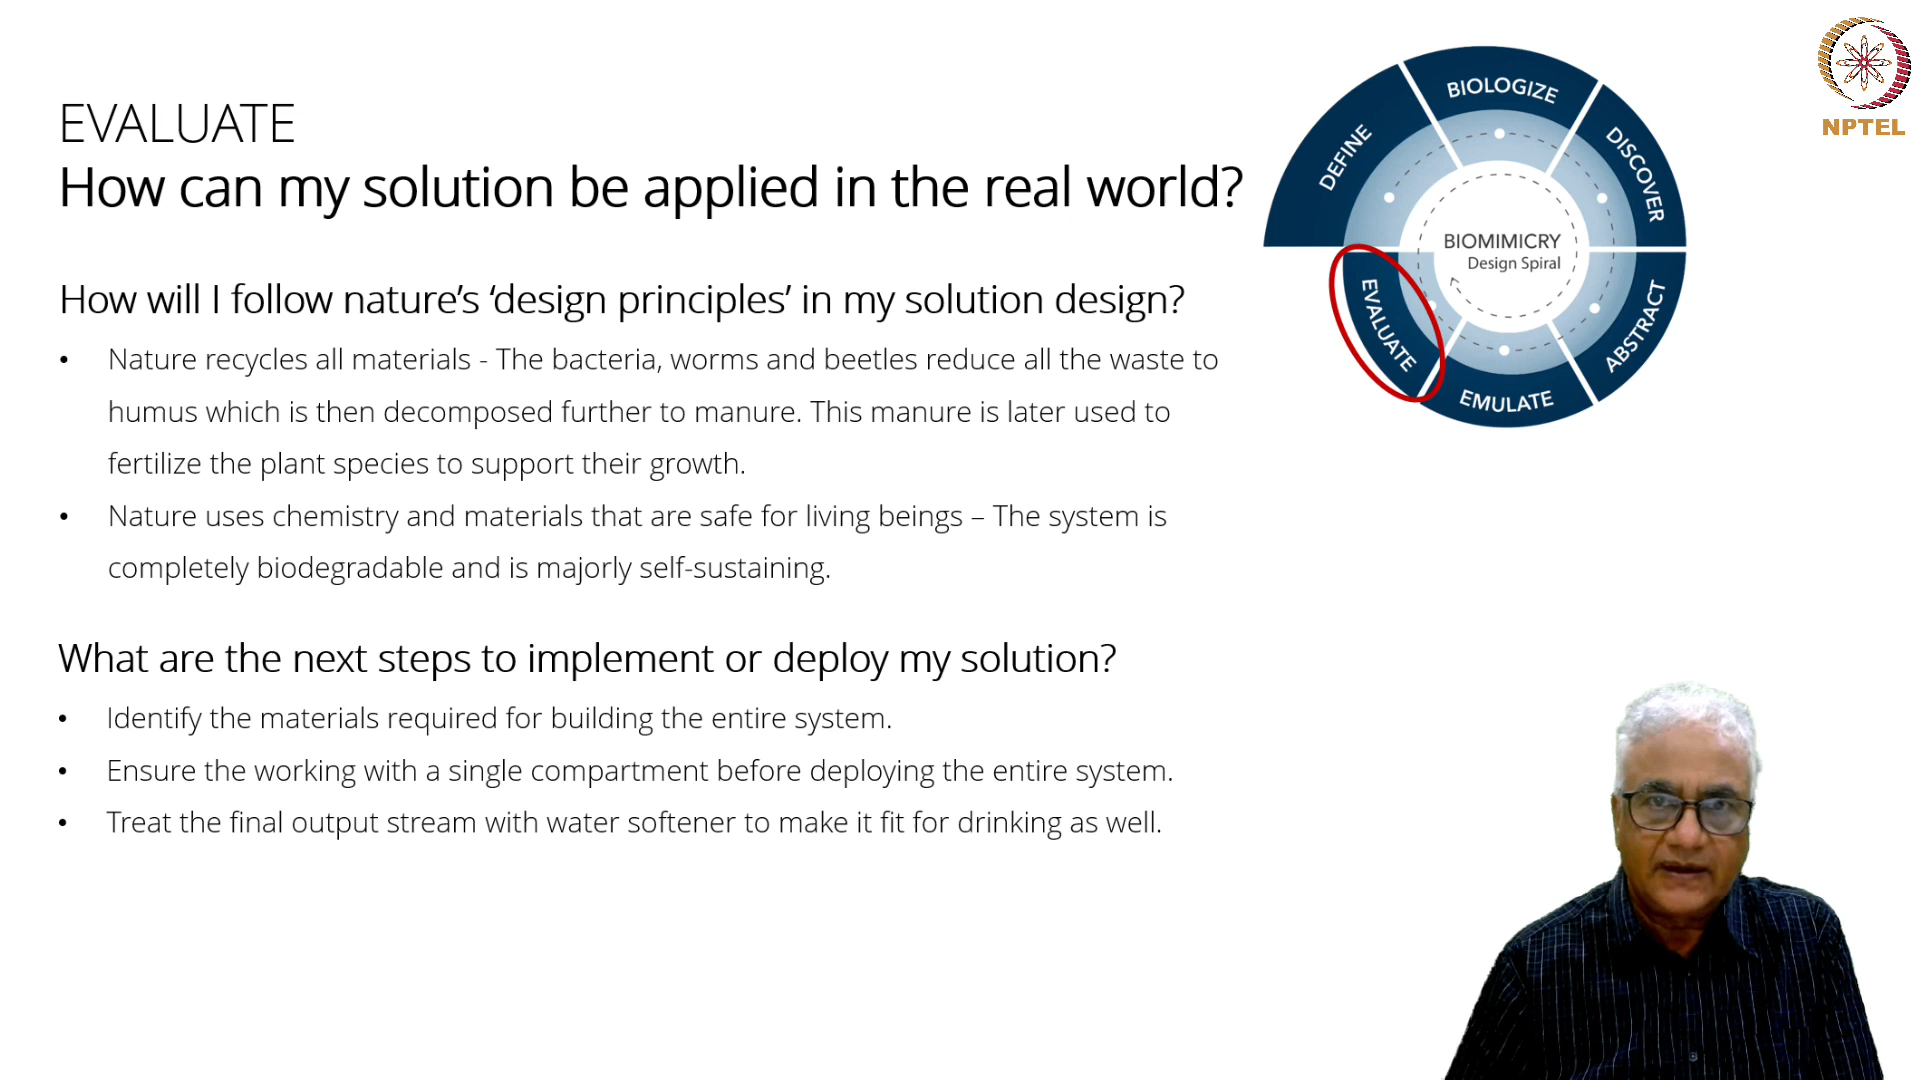 EVALUATE
How can my solution be applied in the real world?
How will I follow nature’s ‘design principles’ in my solution design?
• Nature recycles all materials - The bacteria, worms and beetles reduce all the waste to
humus which is then decomposed further to manure. This manure is later used to
fertilize the plant species to support their growth.
• Nature uses chemistry and materials that are safe for living beings – The system is
completely biodegradable and is majorly self-sustaining.
What are the next steps to implement or deploy my solution?
• Identify the materials required for building the entire system.
• Ensure the working with a single compartment before deploying the entire system.
• Treat the final output stream with water softener to make it fit for drinking as well.
DEFINE
BIOLOGIZE
DISCOVER
ABSTRACT
EMULATE
EVALUATE
BIOMIMICRY
Design Spiral
NPTEL